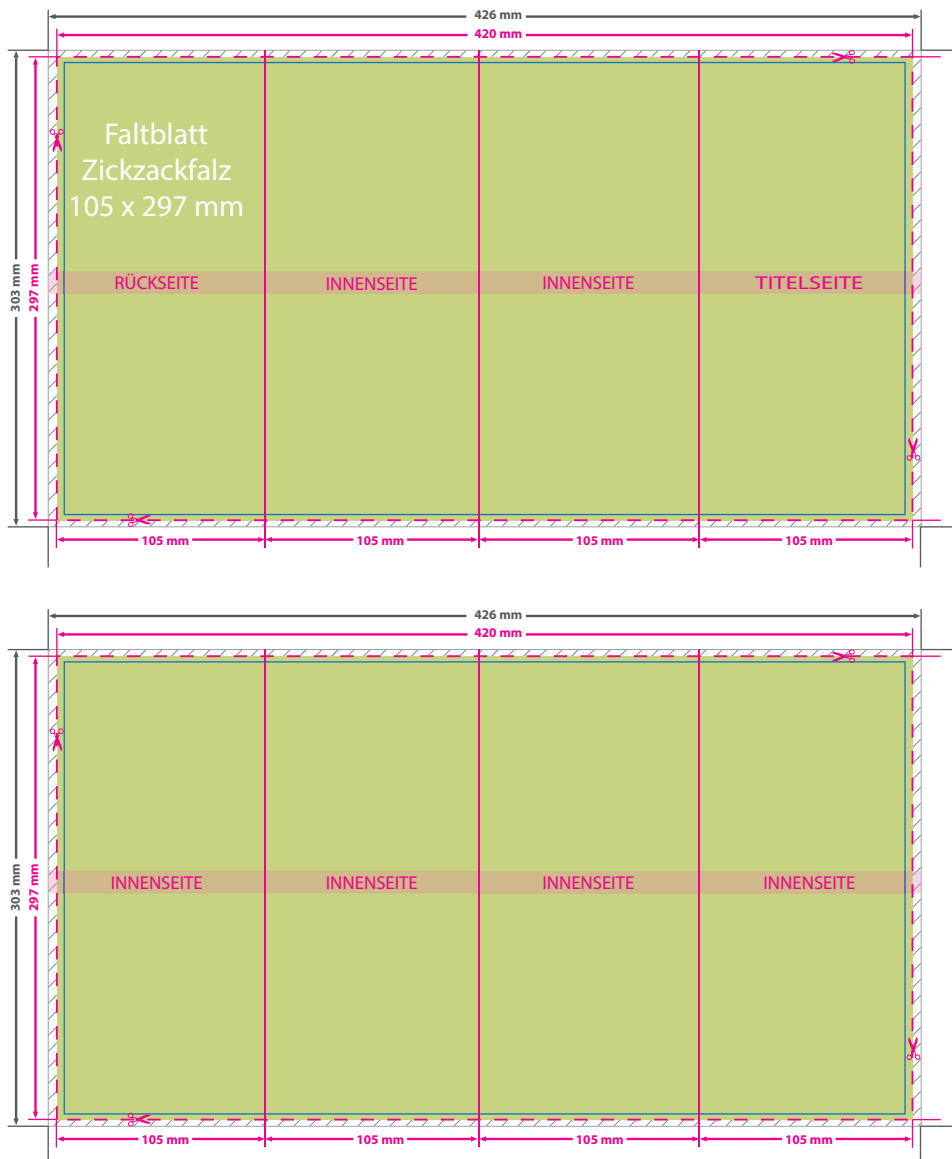 426 mm
420 mm
303 mm
297 mm
Faltblatt
Zickzackfalz
105 x 297 mm
RÜCKSEITE INNENSEITE INNENSEITE TITELSEITE
105 mm 105 mm 105 mm 105 mm
426 mm
420 mm
303 mm
297 mm
INNENSEITE INNENSEITE INNENSEITE INNENSEITE
105 mm 105 mm 105 mm 105 mm